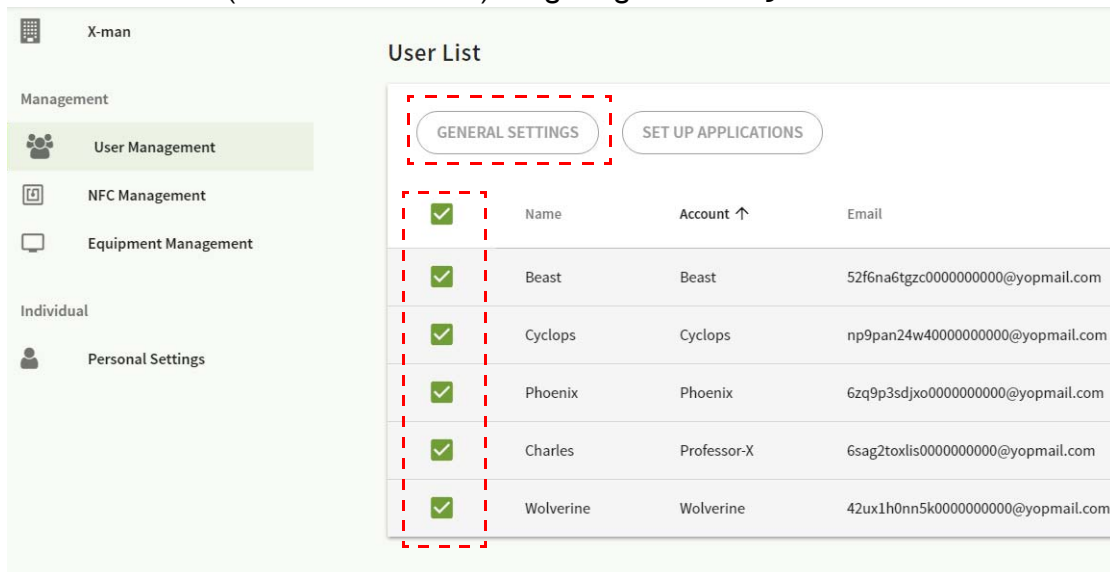 X-man
User List
Management
GENERAL SETTINGS SET UP APPLICATIONS
User Management
NFC Management
Name Account ↑ Email
Equipment Management
Beast Beast 52f6na6tgzc0000000000@yopmail.com
Individual
Cyclops Cyclops np9pan24w40000000000@yopmail.com
Personal Settings
Phoenix Phoenix 6zq9p3sdjxo0000000000@yopmail.com
Charles Professor-X 6sag2toxlis0000000000@yopmail.com
Wolverine Wolverine 42ux1h0nn5k0000000000@yopmail.com